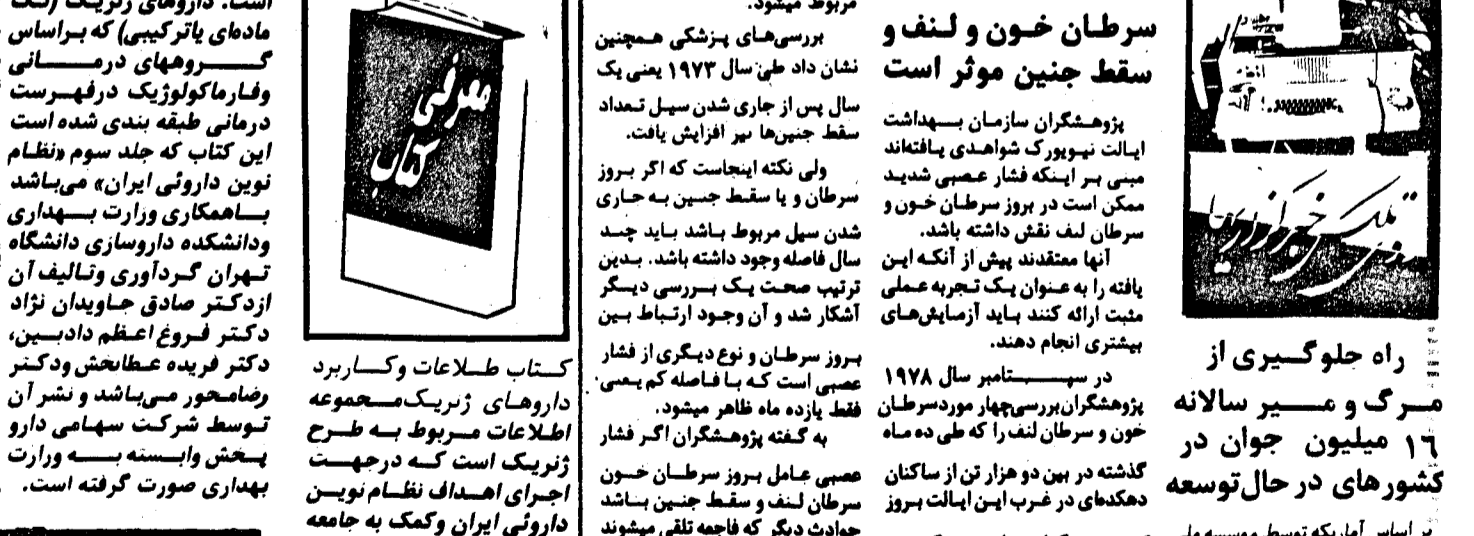 راه جلوگیری از
مرگ و میر سالانه
۱۶ میلیون جوان در
کشورهای در حال توسعه
سرطان خون و لنف و
سقط جنین موثر است
پژوهشگران سازمان بهداشت
ایالت نیویورک شواهدی یافته‌اند
مبنی بر اینکه فشار عصبی شدید
ممکن است در بروز سرطان خون و
سرطان لنف نقش داشته باشد.
آنها معتقدند پیش از آنکه این
یافته را به عنوان یک تجربه عملی
مثبت ارائه کنند باید آزمایش‌های
بیشتری انجام دهند.
در سپتامبر سال ۱۹۷۸
پژوهشگران بررسی‌چهار مورد سرطان
خون و سرطان لنف را که طی ده ماه
گذشته در بین دو هزار تن از ساکنان
دهکده‌ای در غرب این ایالت بروز
مربوط میشود.
بررسی‌های پزشکی همچنین
نشان داد طی سال ۱۹۷۳ یعنی یک
سال پس از جاری شدن سیل تعداد
سقط جنین‌ها نیز افزایش یافت.
ولی نکته اینجاست که اگر بروز
سرطان و یا سقط جنین به جاری
شدن سیل مربوط باشد باید چند
سال فاصله وجود داشته باشد. بدین
ترتیب صحت یک بررسی دیگر
آشکار شد و آن وجود ارتباط بین
بروز سرطان و نوع دیگری از فشار
عصبی است که با فاصله کم یعنی
فقط یازده ماه ظاهر میشود.
به گفته پژوهشگران اگر فشار
عصبی عامل بروز سرطان خون
سرطان لنف و سقط جنین باشد
حوادث دیگر که فاجعه تلقی میشوند
معرفی
کتاب
کتاب طلاعات وکاربرد
داروهای ژنریک مجموعه
اطلاعات مربوط به طرح
ژنریک است که درجهت
اجرای اهداف نظام نوین
داروئی ایران وکمک به جامعه
است. داروهای ژنریک (تک
ماده‌ای یاترکیبی) که براساس
گروههای درمانی
وفارماکولوژیک درفهرست
درمانی طبقه بندی شده است
این کتاب که جلد سوم «نظام
نوین داروئی ایران» می‌باشد
باهمکاری وزارت بهداری
ودانشکده داروسازی دانشگاه
تهران گردآوری وتالیف آن
ازدکتر صادق جاویدان نژاد
دکتر فروغ اعظم دادبین،
دکتر فریده عطابخش ودکتر
رضامحور می‌باشد و نشر آن
توسط شرکت سهامی دارو
پخش وابسته به وزارت
بهداری صورت گرفته است.